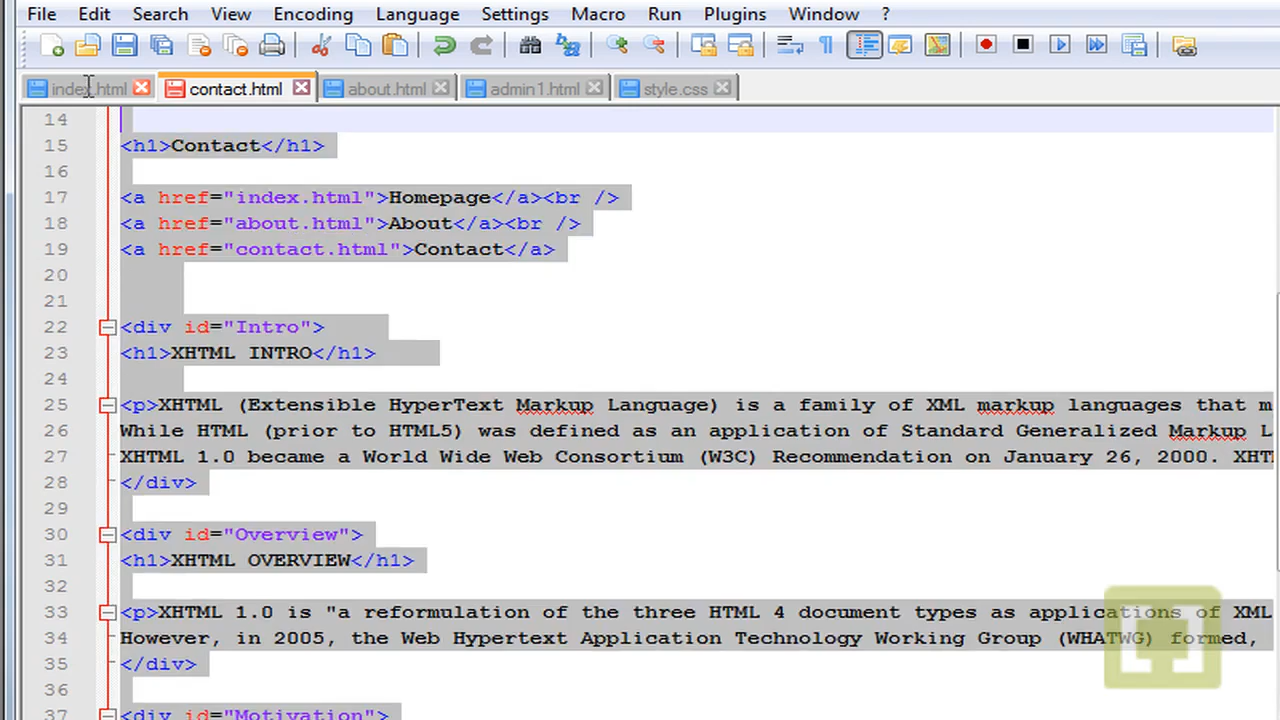 File Edit Search View Encoding Language Settings Macro Run Plugins Window ?
index.html contact.html about.html admin1.html style.css
14
15 <h1>Contact</h1>
16
17 <a href="index.html">Homepage</a><br />
18 <a href="about.html">About</a><br />
19 <a href="contact.html">Contact</a>
20
21
22 <div id="Intro">
23 <h1>XHTML INTRO</h1>
24
25 <p>XHTML (Extensible HyperText Markup Language) is a family of XML markup languages that m
26 While HTML (prior to HTML5) was defined as an application of Standard Generalized Markup L
27 XHTML 1.0 became a World Wide Web Consortium (W3C) Recommendation on January 26, 2000. XHT
28 </div>
29
30 <div id="Overview">
31 <h1>XHTML OVERVIEW</h1>
32
33 <p>XHTML 1.0 is "a reformulation of the three HTML 4 document types as applications of XML
34 However, in 2005, the Web Hypertext Application Technology Working Group (WHATWG) formed,
35 </div>
36
37 <div id="Motivation">